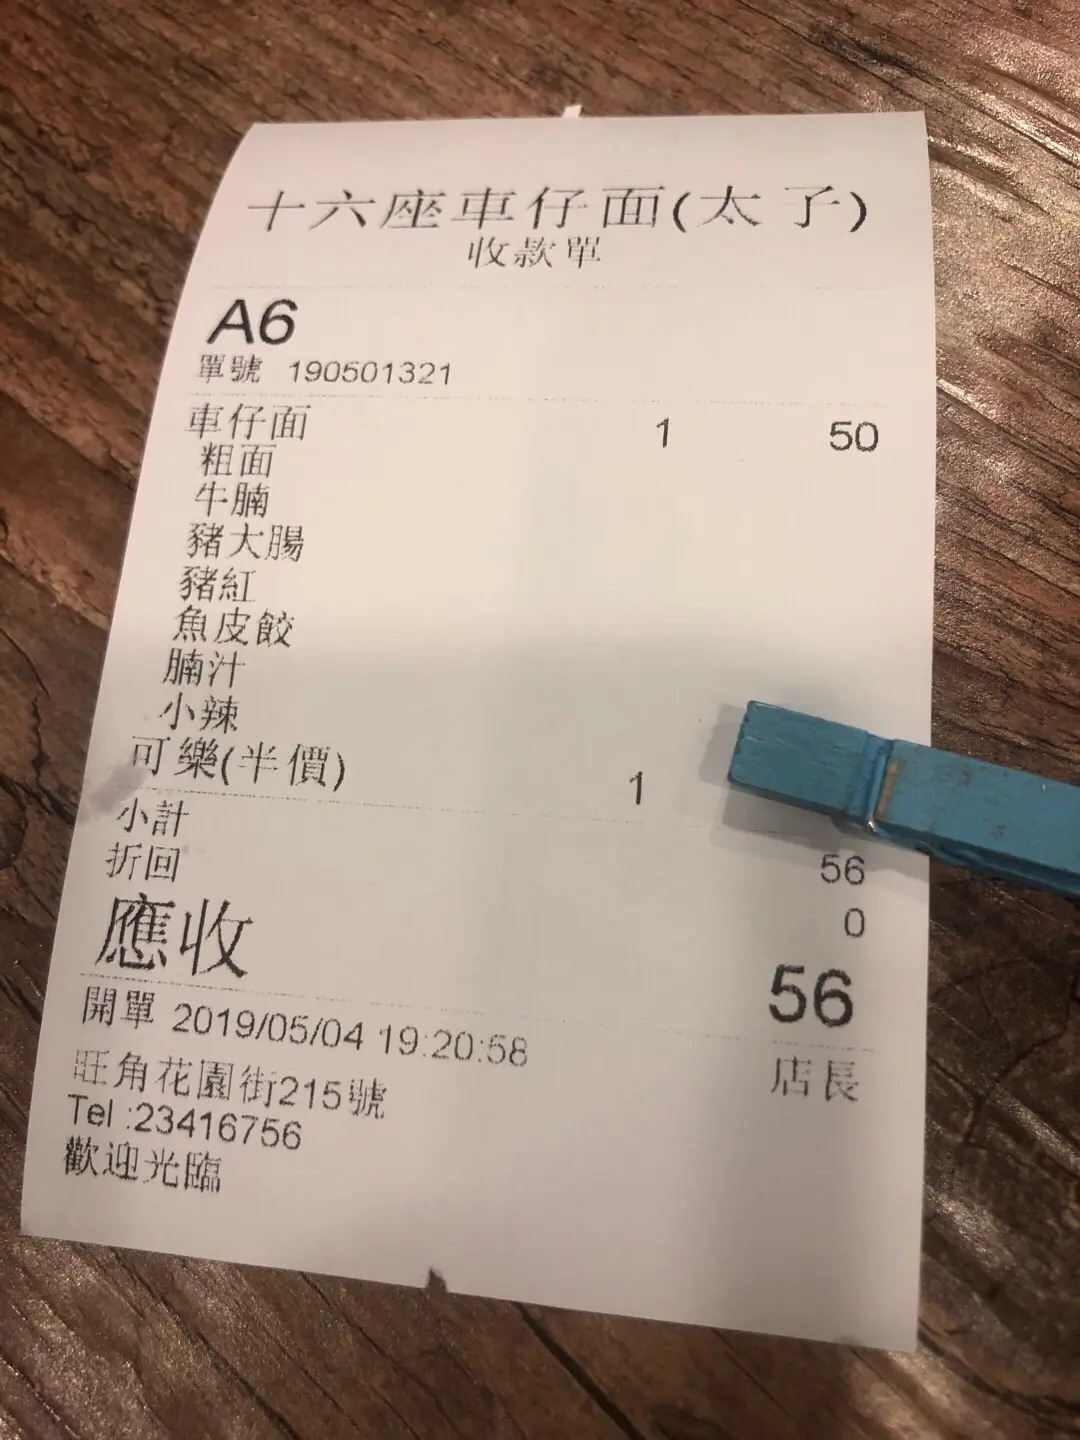 十六座車仔面(太子)
收款單
A6
單號 190501321
車仔面 1 50
粗面
牛腩
豬大腸
豬紅
魚皮餃
腩汁
小辣
可樂(半價) 1
小計 56
折回 0
應收 56
開單 2019/05/04 19:20:58 店長
旺角花園街215號
Tel :23416756
歡迎光臨